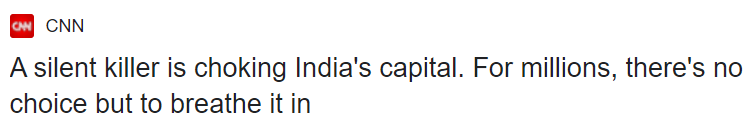 CNN CNN
A silent killer is choking India's capital. For millions, there's no
choice but to breathe it in